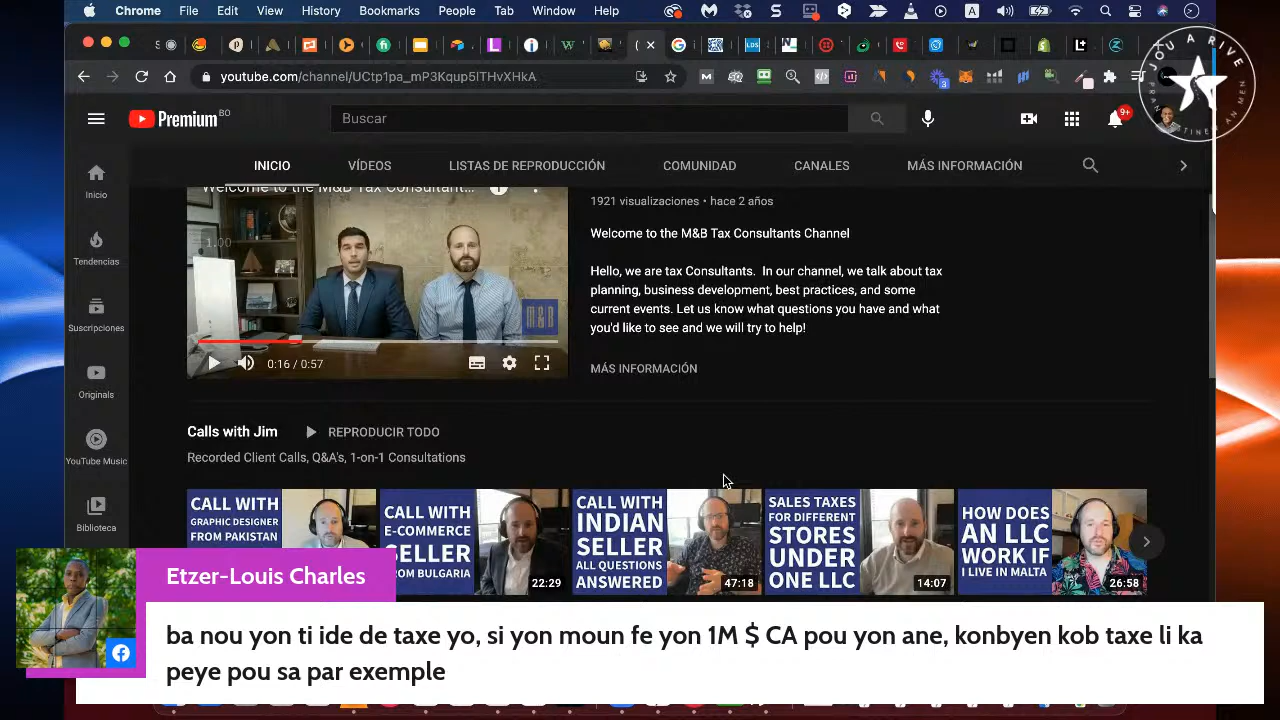 Chrome File Edit View History Bookmarks People Tab Window Help
youtube.com/channel/UCtp1pa_mP3Kqup5lTHvXHkA
Premium BO
Buscar
9+
INICIO VÍDEOS LISTAS DE REPRODUCCIÓN COMUNIDAD CANALES MÁS INFORMACIÓN
Inicio
Tendencias
Suscripciones
Originals
YouTube Music
Biblioteca
Welcome to the M&B Tax Consultant...
1.00
M&B
0:16 / 0:57
1921 visualizaciones • hace 2 años
Welcome to the M&B Tax Consultants Channel
Hello, we are tax Consultants. In our channel, we talk about tax
planning, business development, best practices, and some
current events. Let us know what questions you have and what
you'd like to see and we will try to help!
MÁS INFORMACIÓN
Calls with Jim REPRODUCIR TODO
Recorded Client Calls, Q&A's, 1-on-1 Consultations
CALL WITH
GRAPHIC DESIGNER
FROM PAKISTAN
CALL WITH
E-COMMERCE
SELLER
FROM BULGARIA
22:29
CALL WITH
INDIAN
SELLER
ALL QUESTIONS
ANSWERED
47:18
SALES TAXES
FOR DIFFERENT
STORES
UNDER
ONE LLC
14:07
HOW DOES
AN LLC
WORK IF
I LIVE IN MALTA
26:58
Etzer-Louis Charles
ba nou yon ti ide de taxe yo, si yon moun fe yon 1M $ CA pou yon ane, konbyen kob taxe li ka
peye pou sa par exemple